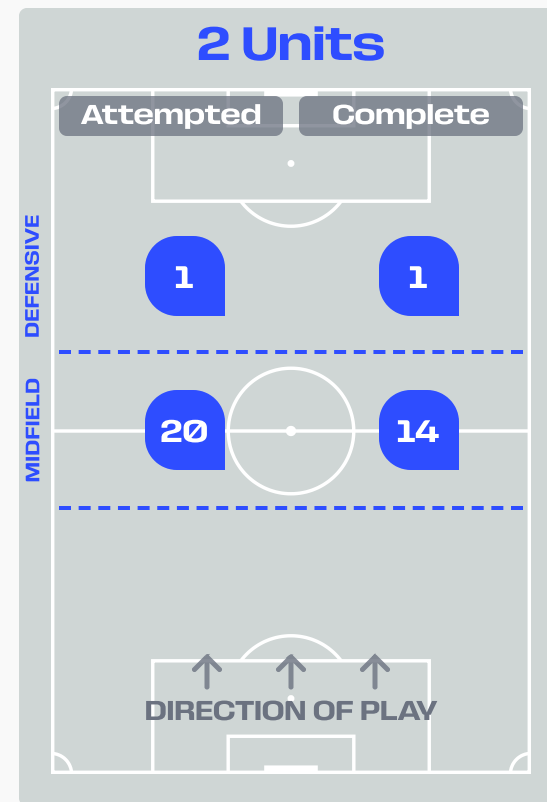 2 Units
Attempted Complete
DEFENSIVE
1 1
MIDFIELD
20 14
DIRECTION OF PLAY